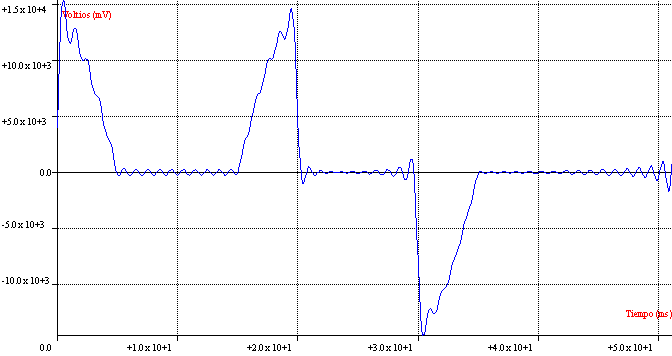 +1.5 x 10+4
Voltios (mV)
+10.0 x 10+3
+5.0 x 10+3
0.0
-5.0 x 10+3
-10.0 x 10+3
Tienpo (ms)
0.0 +1.0 x 10+1 +2.0 x 10+1 +3.0 x 10+1 +4.0 x 10+1 +5.0 x 10+1